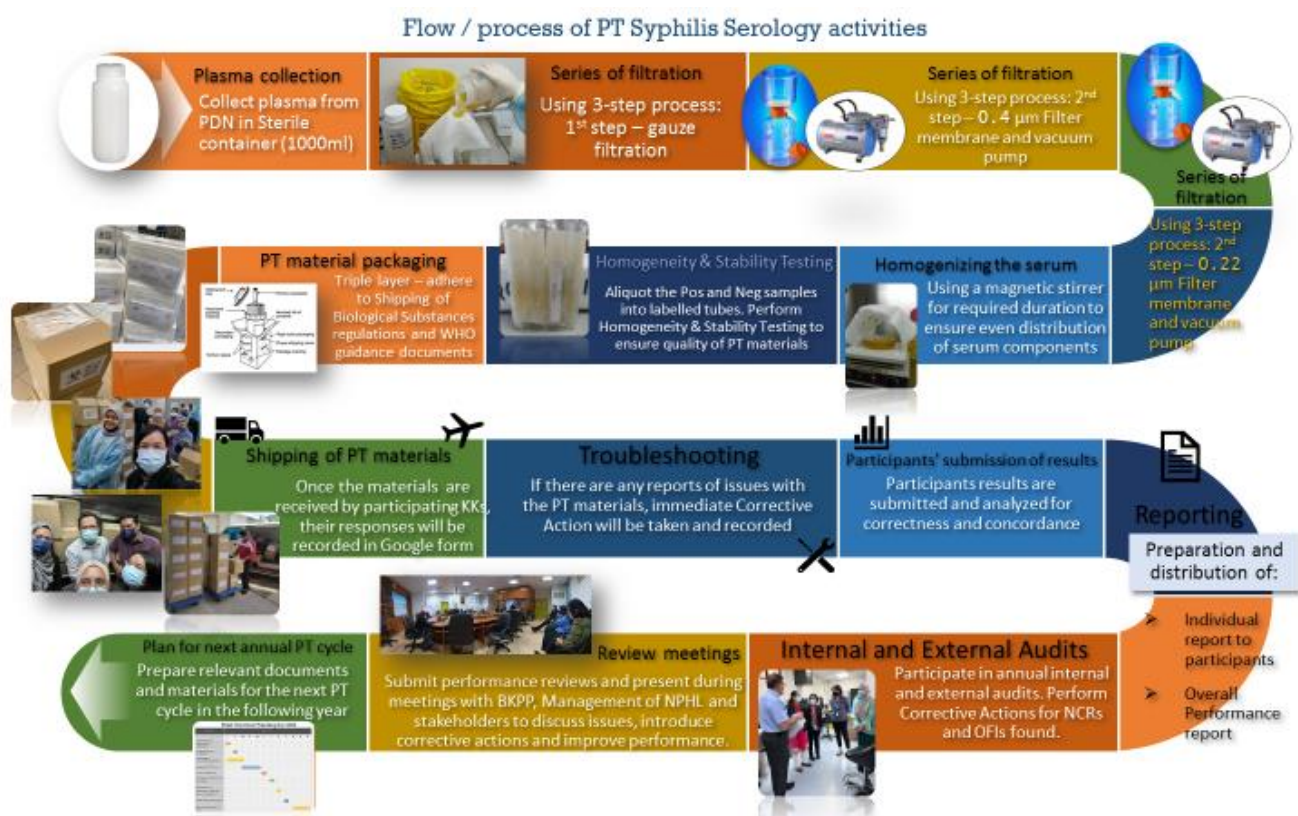 Flow / process of PT Syphilis Serology activities
Plasma collection
Collect plasma from
PDN in Sterile
container (1000ml)
Series of filtration
Using 3-step process:
1st step – gauze
filtration
Series of filtration
Using 3-step process: 2nd
step – 0.4 µm Filter
membrane and vacuum
pump
Series of
filtration
Using 3-step
process: 2nd
step – 0.22
µm Filter
membrane
and vacuum
pump
Homogenizing the serum
Using a magnetic stirrer
for required duration to
ensure even distribution
of serum components
Homogeneity & Stability Testing
Aliquot the Pos and Neg samples
into labelled tubes. Perform
Homogeneity & Stability Testing to
ensure quality of PT materials
PT material packaging
Triple layer – adhere
to Shipping of
Biological Substances
regulations and WHO
guidance documents
Shipping of PT materials
Once the materials are
received by participating KKs,
their responses will be
recorded in Google form
Troubleshooting
If there are any reports of issues with
the PT materials, immediate Corrective
Action will be taken and recorded
Participants' submission of results
Participants results are
submitted and analyzed for
correctness and concordance
Reporting
Preparation and
distribution of:
➤ Individual
report to
participants
➤ Overall
Performance
report
Internal and External Audits
Participate in annual internal
and external audits. Perform
Corrective Actions for NCRs
and OFIs found.
Review meetings
Submit performance reviews and present during
meetings with BKPP, Management of NPHL and
stakeholders to discuss issues, introduce
corrective actions and improve performance.
Plan for next annual PT cycle
Prepare relevant documents
and materials for the next PT
cycle in the following year